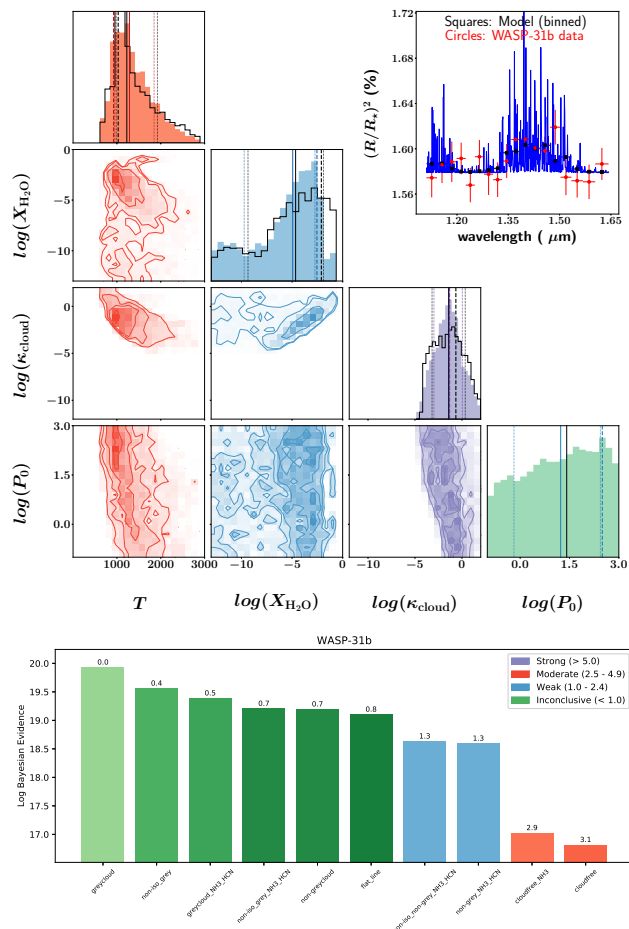 1.72
1.68
1.64
1.60
1.56
(R/R⋆)² (%)
Squares: Model (binned)
Circles: WASP-31b data
1.20 1.35 1.50 1.65
wavelength ( μm)
0
−5
−10
log(X_H₂O)
0
−5
−10
log(κ_cloud)
3.0
1.5
0.0
log(P₀)
1000 2000 3000
−10 −5 0
−10 −5 0
0.0 1.5 3.0
T
log(X_H₂O)
log(κ_cloud)
log(P₀)
WASP-31b
Log Bayesian Evidence
20.0
19.5
19.0
18.5
18.0
17.5
17.0
0.0
0.4
0.5
0.7
0.7
0.8
1.3
1.3
2.9
3.1
Strong (> 5.0)
Moderate (2.5 - 4.9)
Weak (1.0 - 2.4)
Inconclusive (< 1.0)
greycloud
non-iso_grey
greycloud_NH3_HCN
non-iso_grey_NH3_HCN
non-greycloud
flat_line
non-iso_non-grey_NH3_HCN
non-grey_NH3_HCN
cloudfree_NH3
cloudfree